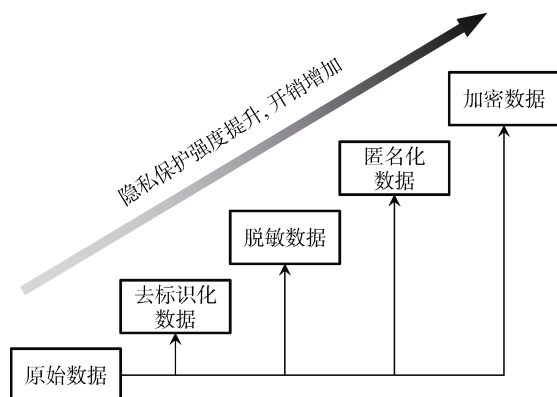 隐私保护强度提升, 开销增加
加密数据
匿名化
数据
脱敏数据
去标识化
数据
原始数据